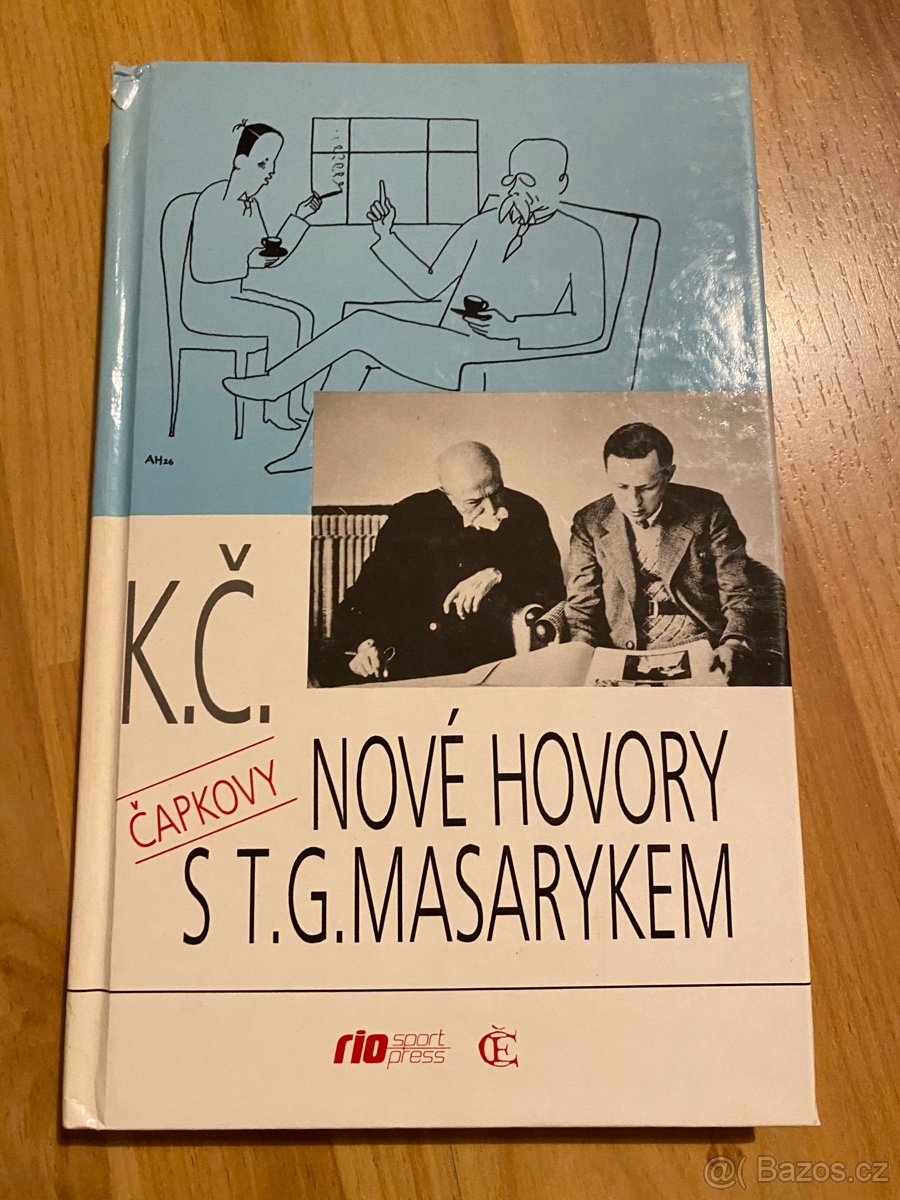 AH26
K.Č.
ČAPKOVY
NOVÉ HOVORY
S T.G.MASARYKEM
rio sport
press
ČE
@( Bazos.cz